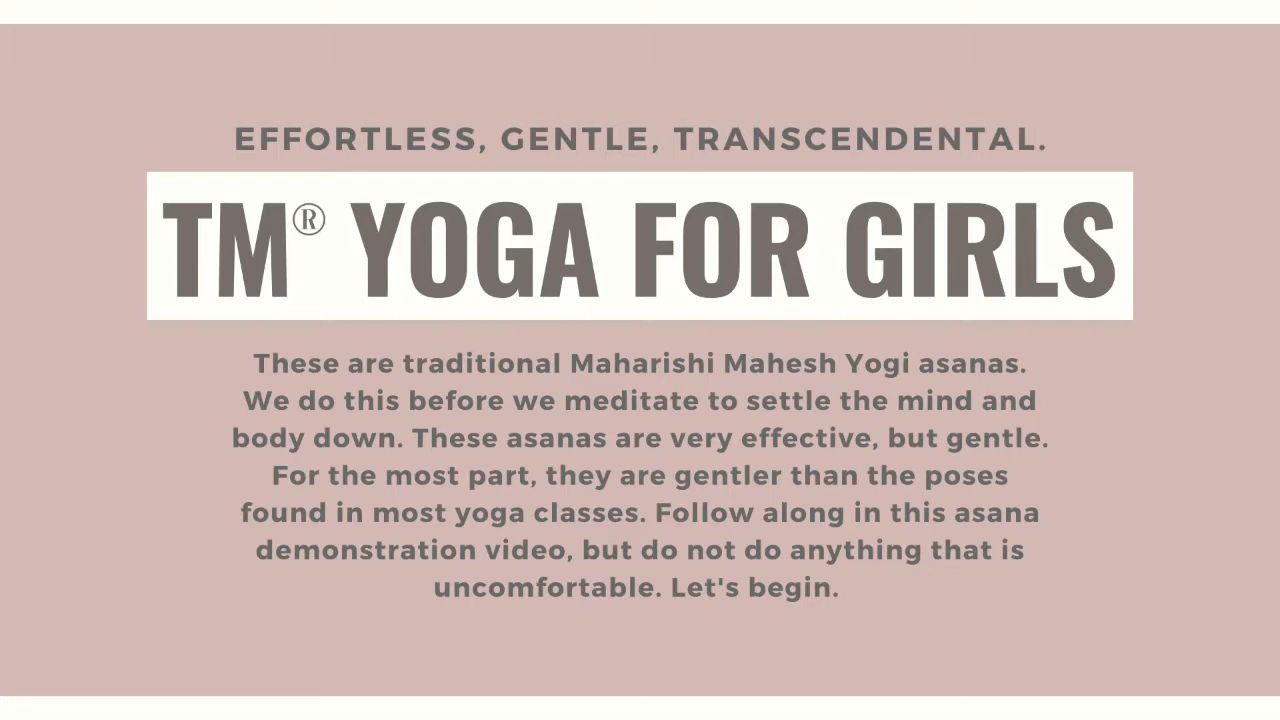 EFFORTLESS, GENTLE, TRANSCENDENTAL.
TM® YOGA FOR GIRLS
These are traditional Maharishi Mahesh Yogi asanas.
We do this before we meditate to settle the mind and
body down. These asanas are very effective, but gentle.
For the most part, they are gentler than the poses
found in most yoga classes. Follow along in this asana
demonstration video, but do not do anything that is
uncomfortable. Let's begin.